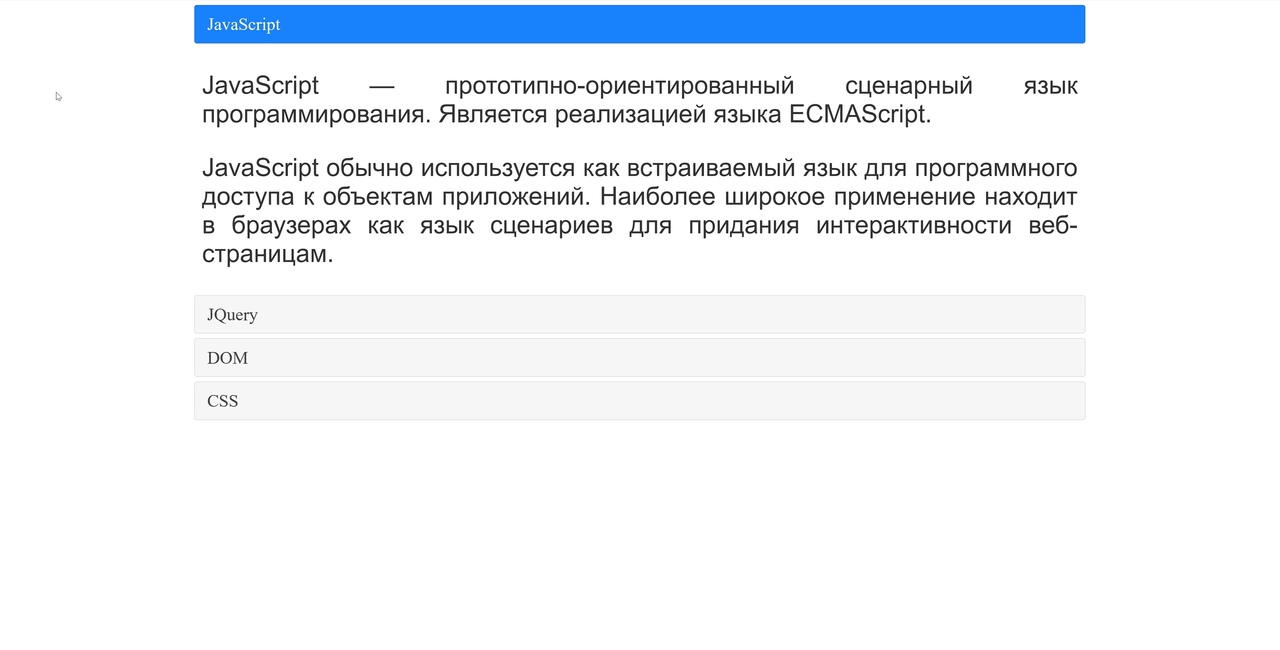 JavaScript
JavaScript — прототипно-ориентированный сценарный язык
программирования. Является реализацией языка ECMAScript.
JavaScript обычно используется как встраиваемый язык для программного
доступа к объектам приложений. Наиболее широкое применение находит
в браузерах как язык сценариев для придания интерактивности веб-
страницам.
JQuery
DOM
CSS